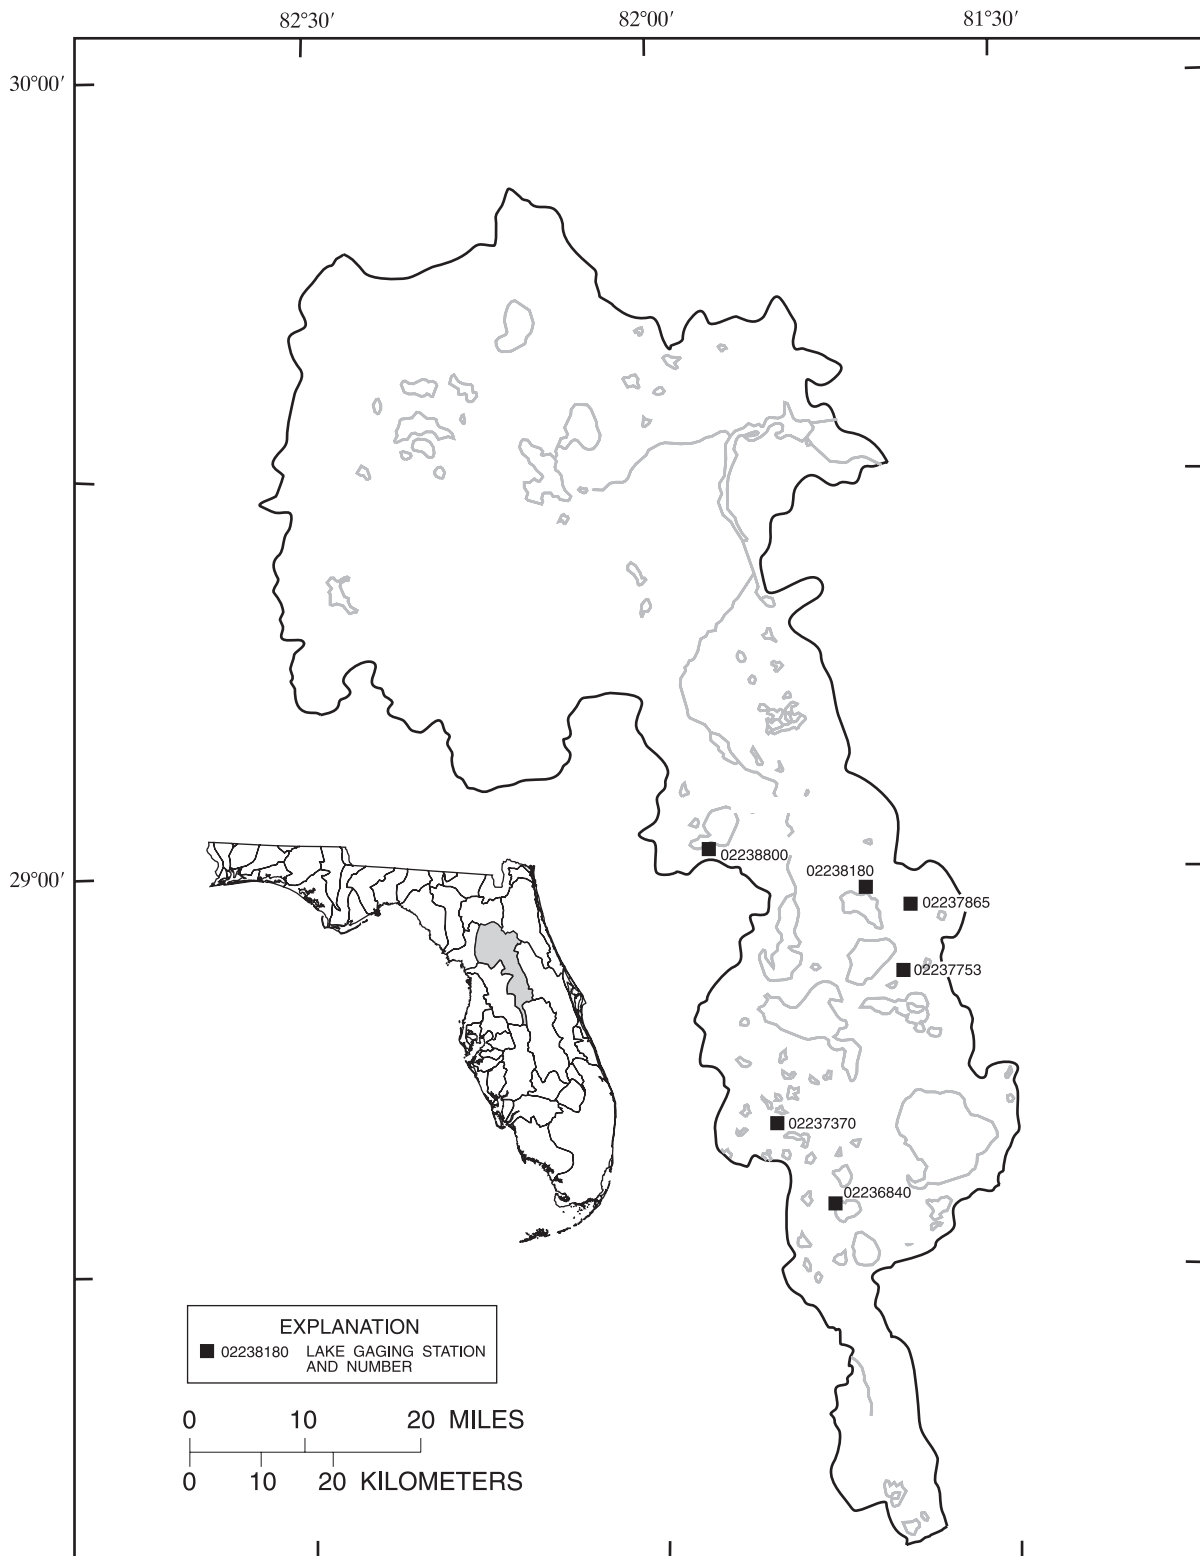 82°30′ 82°00′ 81°30′
30°00′
02238800
02238180
02237865
29°00′
02237753
02237370
02236840
EXPLANATION
02238180 LAKE GAGING STATION
AND NUMBER
0 10 20 MILES
0 10 20 KILOMETERS